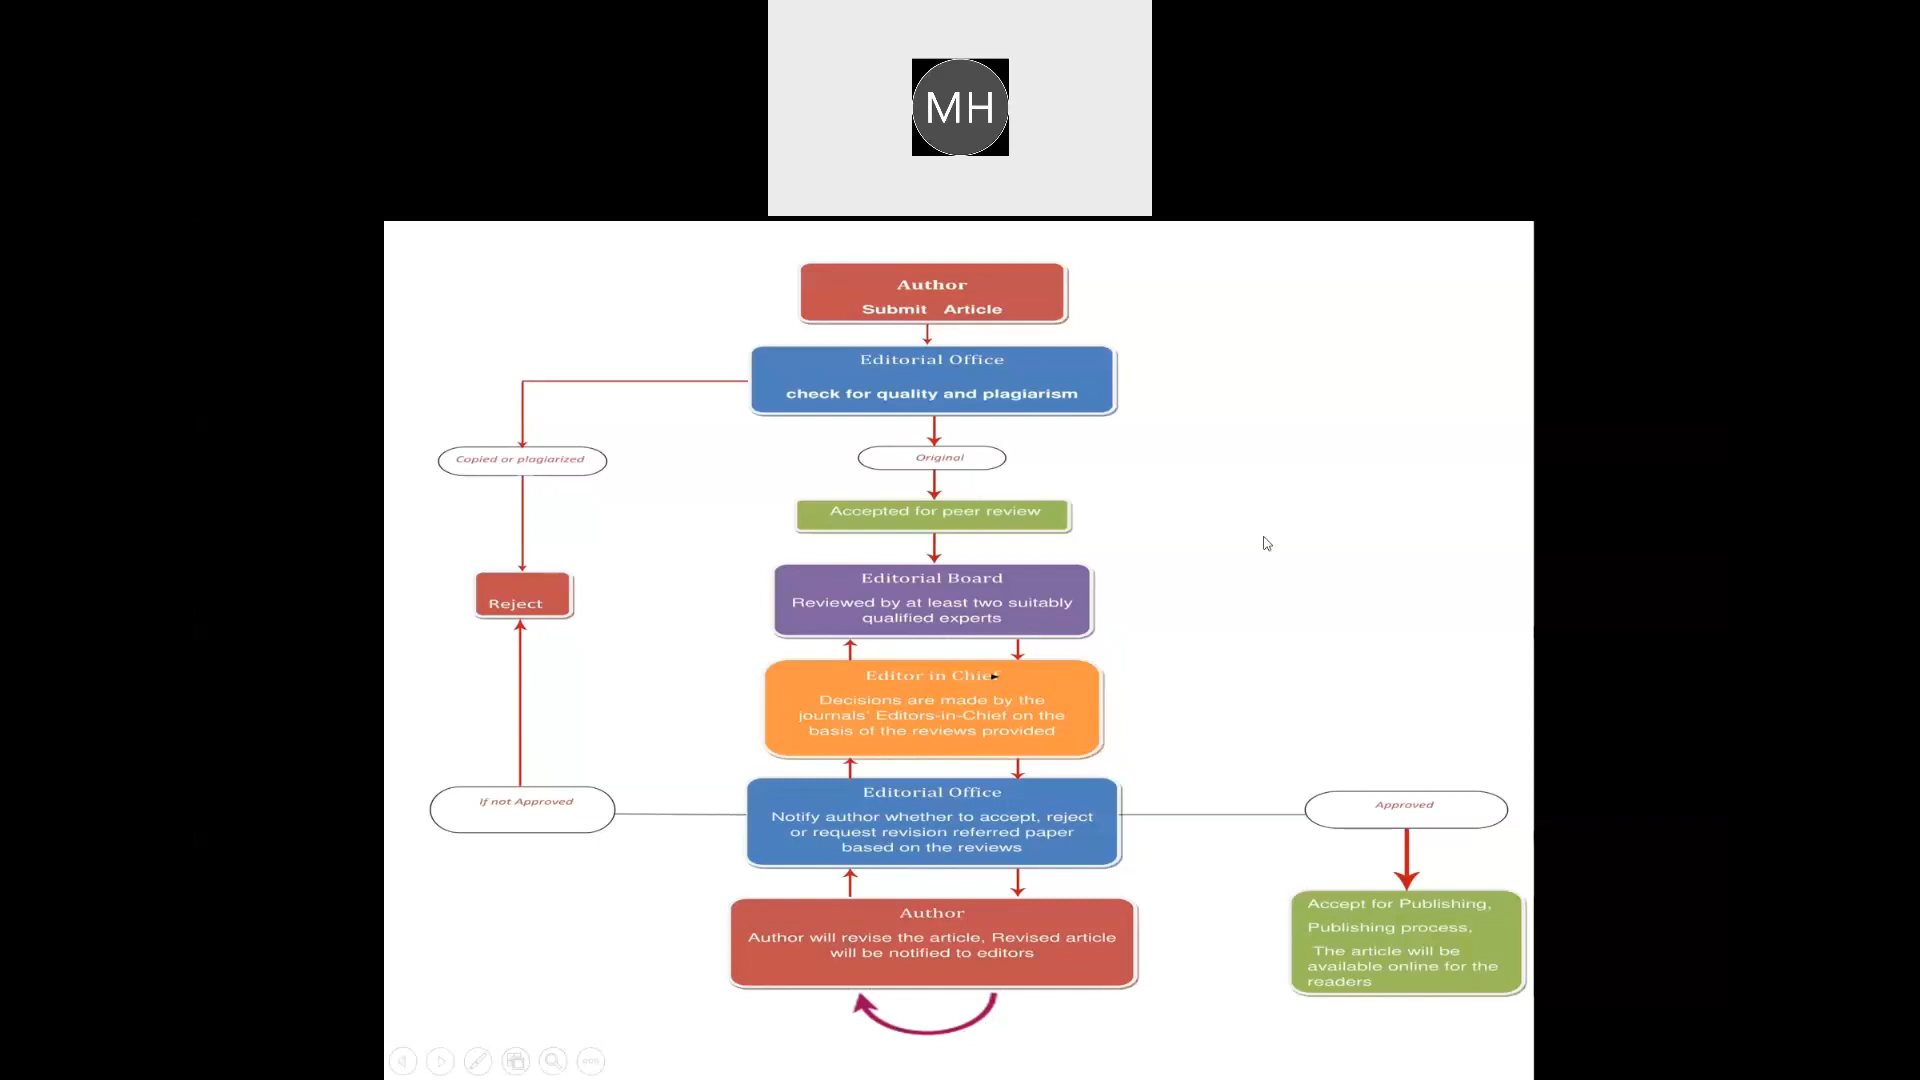 MH
Author
Submit Article
Editorial Office
check for quality and plagiarism
Copied or plagiarized
Original
Accepted for peer review
Editorial Board
Reviewed by at least two suitably
qualified experts
Reject
Editor in Chief
Decisions are made by the
journals' Editors-in-Chief on the
basis of the reviews provided
If not Approved
Editorial Office
Notify author whether to accept, reject
or request revision referred paper
based on the reviews
Approved
Author
Author will revise the article, Revised article
will be notified to editors
Accept for Publishing,
Publishing process,
The article will be
available online for the
readers